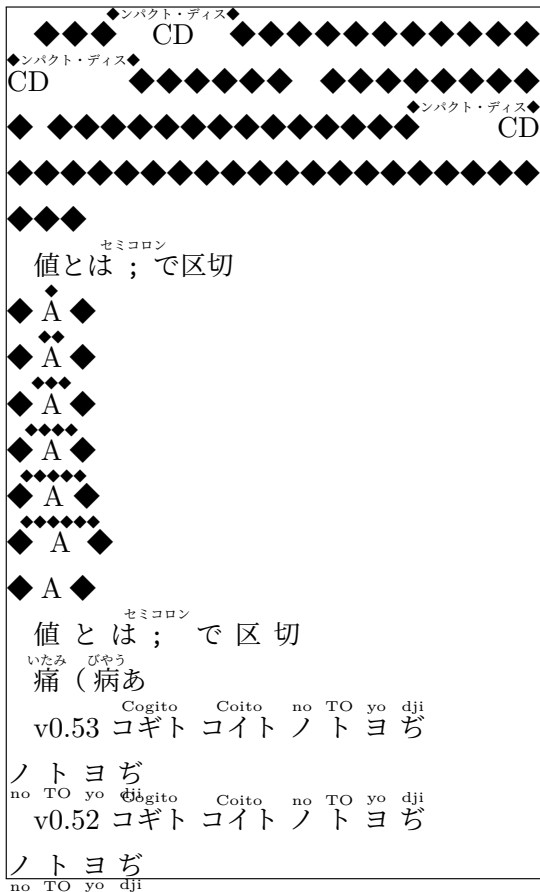 ◆ンパクト・ディス◆
◆◆◆ CD ◆◆◆◆◆◆◆◆◆◆◆◆
◆ンパクト・ディス◆
CD ◆◆◆◆◆◆ ◆◆◆◆◆◆◆◆
◆ンパクト・ディス◆
◆ ◆◆◆◆◆◆◆◆◆◆◆◆◆◆ CD
◆◆◆◆◆◆◆◆◆◆◆◆◆◆◆◆◆◆◆◆
◆◆◆
セミコロン
値とは ; で区切
◆
◆ A ◆
◆◆
◆ A ◆
◆◆◆
◆ A ◆
◆◆◆◆
◆ A ◆
◆◆◆◆◆
◆ A ◆
◆◆◆◆◆◆
◆ A ◆
◆ A ◆
セミコロン
値とは ; で区切
いたみ びやう
痛（病あ
Cogito Coito no TO yo dji
v0.53 コギト コイト ノ ト ヨ ぢ
ノ ト ヨ ぢ
no TO yo dji
Cogito Coito no TO yo dji
v0.52 コギト コイト ノ ト ヨ ぢ
ノ ト ヨ ぢ
no TO yo dji